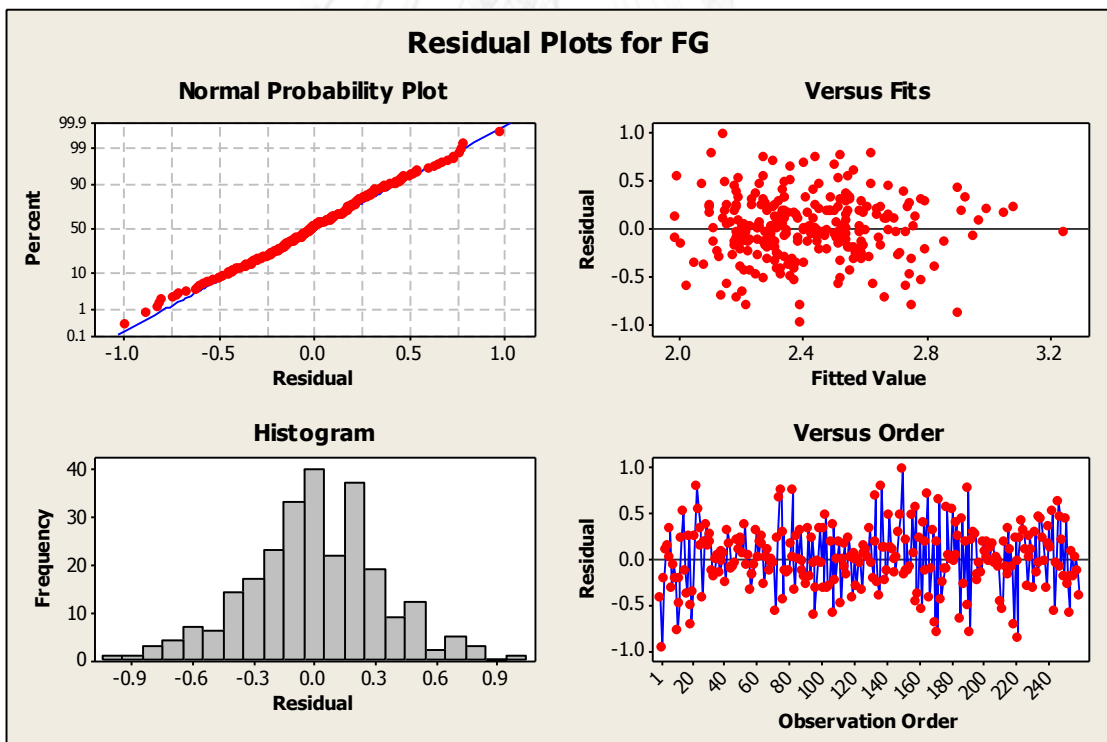 Residual Plots for FG
Normal Probability Plot
99.9
99
90
50
10
1
0.1
Percent
-1.0 -0.5 0.0 0.5 1.0
Residual
Versus Fits
1.0
0.5
0.0
-0.5
-1.0
Residual
2.0 2.4 2.8 3.2
Fitted Value
Histogram
40
30
20
10
0
Frequency
-0.9 -0.6 -0.3 0.0 0.3 0.6 0.9
Residual
Versus Order
1.0
0.5
0.0
-0.5
-1.0
Residual
1 20 40 60 80 100 120 140 160 180 200 220 240
Observation Order